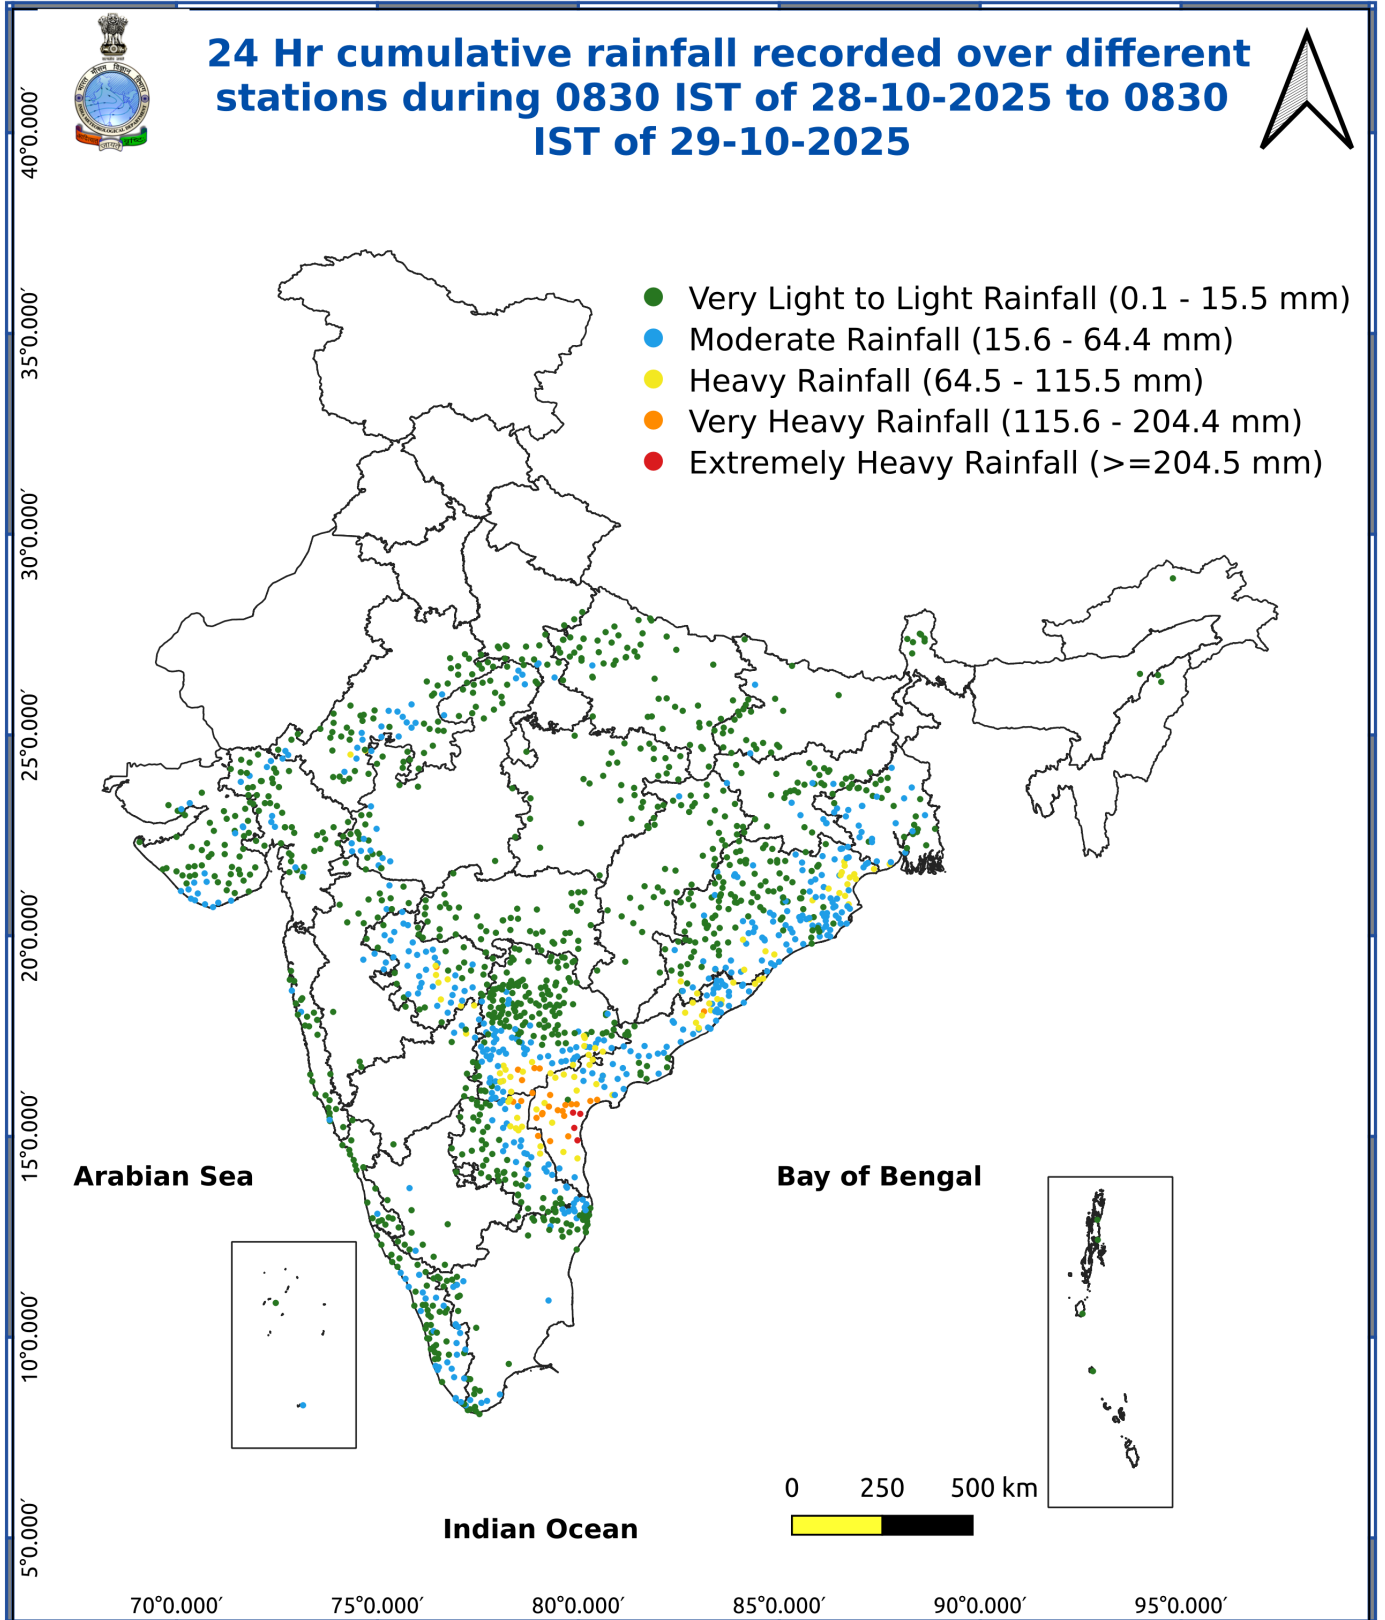 24 Hr cumulative rainfall recorded over different
stations during 0830 IST of 28-10-2025 to 0830
IST of 29-10-2025
Very Light to Light Rainfall (0.1 - 15.5 mm)
Moderate Rainfall (15.6 - 64.4 mm)
Heavy Rainfall (64.5 - 115.5 mm)
Very Heavy Rainfall (115.6 - 204.4 mm)
Extremely Heavy Rainfall (>=204.5 mm)
40°0.000′
35°0.000′
30°0.000′
25°0.000′
20°0.000′
15°0.000′
10°0.000′
5°0.000′
Arabian Sea
Bay of Bengal
Indian Ocean
0 250 500 km
70°0.000′ 75°0.000′ 80°0.000′ 85°0.000′ 90°0.000′ 95°0.000′